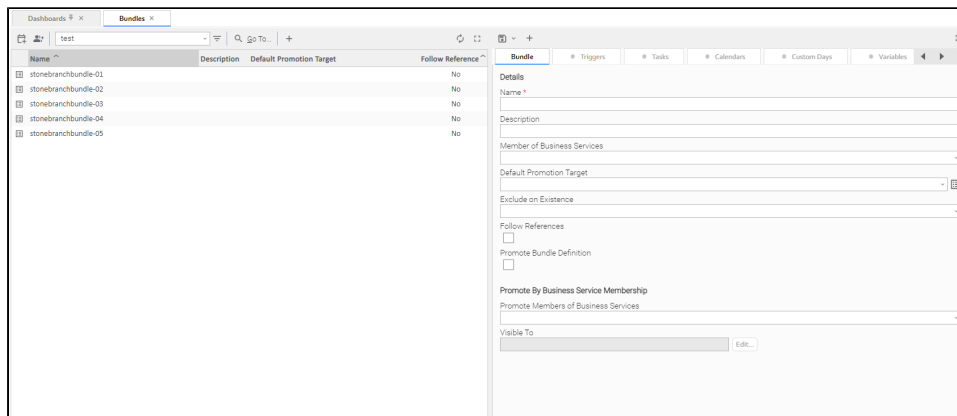 Dashboards
Bundles
test
Go To...
Name Description Default Promotion Target Follow Reference
stonebranchbundle-01 No
stonebranchbundle-02 No
stonebranchbundle-03 No
stonebranchbundle-04 No
stonebranchbundle-05 No
Bundle Triggers Tasks Calendars Custom Days Variables
Details
Name *
Description
Member of Business Services
Default Promotion Target
Exclude on Existence
Follow References
Promote Bundle Definition
Promote By Business Service Membership
Promote Members of Business Services
Visible To
Edit...